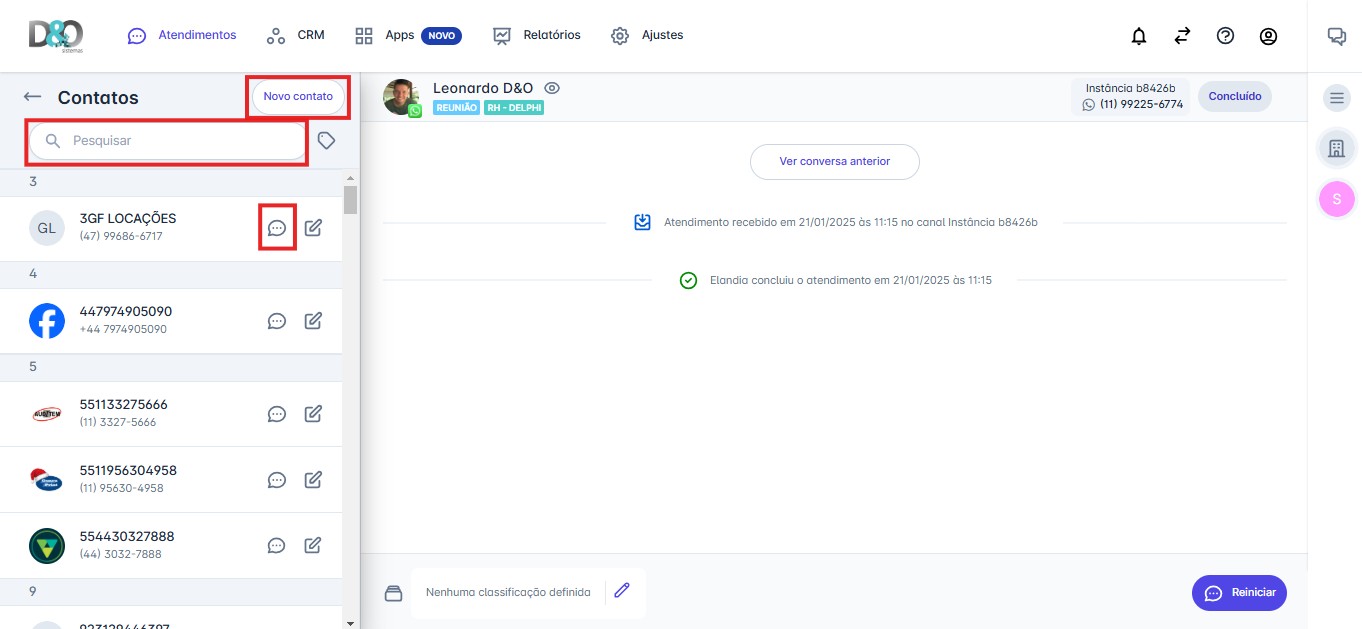 D&O
sistemas
Atendimentos
CRM
Apps
NOVO
Relatórios
Ajustes
Contatos
Novo contato
Pesquisar
3
GL
3GF LOCAÇÕES
(47) 99686-6717
4
447974905090
+44 7974905090
5
551133275666
(11) 3327-5666
5511956304958
(11) 95630-4958
554430327888
(44) 3032-7888
9
923129446397
Leonardo D&O
REUNIÃO
RH - DELPHI
Instância b8426b
(11) 99225-6774
Concluído
Ver conversa anterior
Atendimento recebido em 21/01/2025 às 11:15 no canal Instância b8426b
Elandia concluiu o atendimento em 21/01/2025 às 11:15
Nenhuma classificação definida
Reiniciar
S